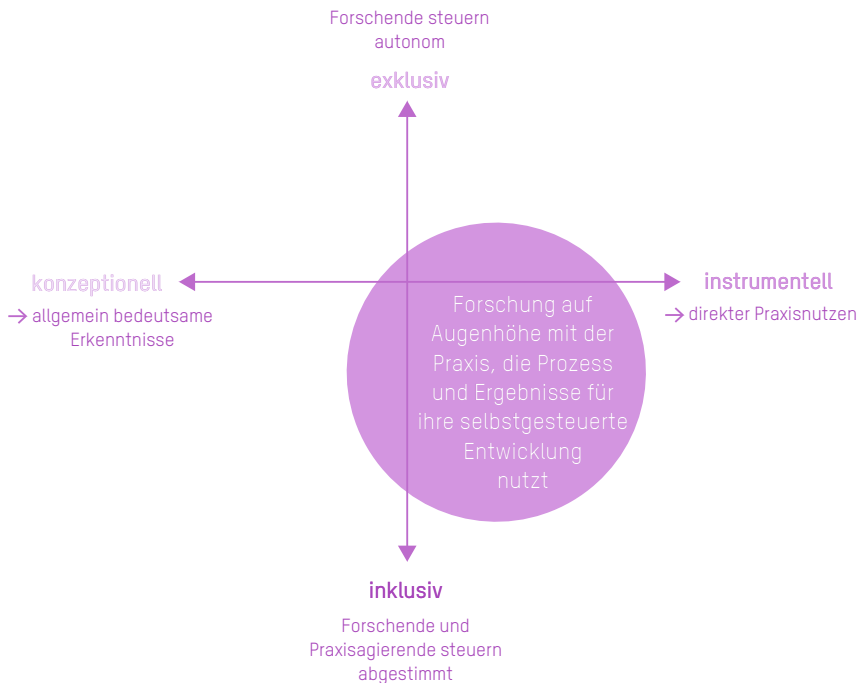 Forschende steuern
autonom
exklusiv
konzeptionell
→ allgemein bedeutsame
Erkenntnisse
instrumentell
→ direkter Praxisnutzen
Forschung auf
Augenhöhe mit der
Praxis, die Prozess
und Ergebnisse für
ihre selbstgesteuerte
Entwicklung
nutzt
inklusiv
Forschende und
Praxisagierende steuern
abgestimmt